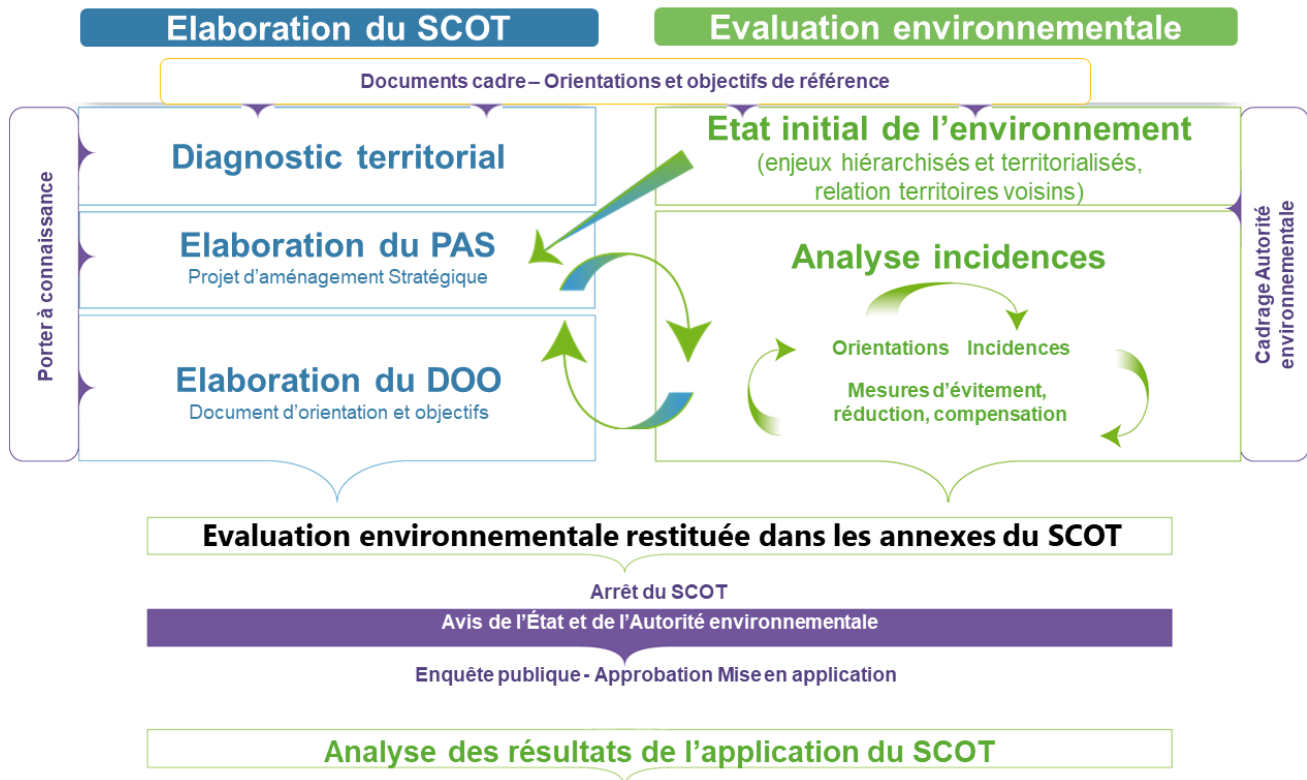 Elaboration du SCOT
Evaluation environnementale
Documents cadre – Orientations et objectifs de référence
Porter à connaissance
Diagnostic territorial
Etat initial de l'environnement
(enjeux hiérarchisés et territorialisés,
relation territoires voisins)
Cadrage Autorité
environnementale
Elaboration du PAS
Projet d'aménagement Stratégique
Analyse incidences
Orientations Incidences
Mesures d'évitement,
réduction, compensation
Elaboration du DOO
Document d'orientation et objectifs
Evaluation environnementale restituée dans les annexes du SCOT
Arrêt du SCOT
Avis de l'État et de l'Autorité environnementale
Enquête publique - Approbation Mise en application
Analyse des résultats de l'application du SCOT